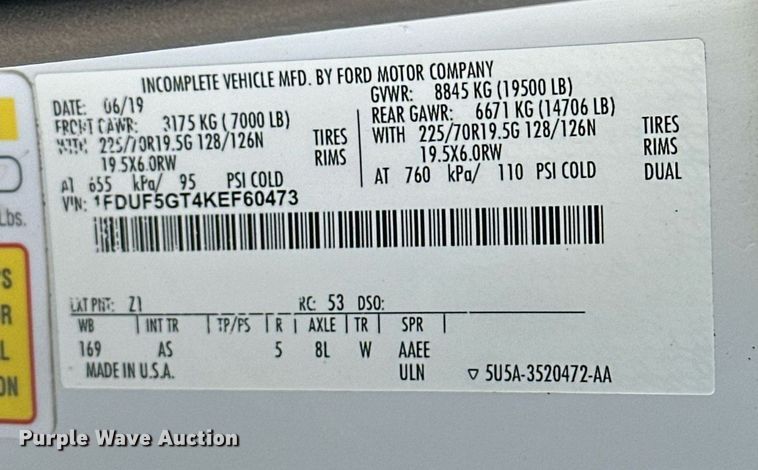 INCOMPLETE VEHICLE MFD. BY FORD MOTOR COMPANY
DATE: 06/19 GVWR: 8845 KG (19500 LB)
FRONT GAWR: 3175 KG ( 7000 LB) REAR GAWR: 6671 KG (14706 LB)
WITH 225/70R19.5G 128/126N TIRES WITH 225/70R19.5G 128/126N TIRES
19.5X6.0RW RIMS 19.5X6.0RW RIMS
AT 655 kPa/ 95 PSI COLD AT 760 kPa/ 110 PSI COLD DUAL
VIN: 1FDUF5GT4KEF60473
EXT PNT: Z1 RC: 53 DSO:
WB | INT TR | TP/PS | R | AXLE | TR | SPR |
169 AS 5 8L W AAEE
MADE IN U.S.A. ULN ▽ 5U5A-3520472-AA
Lbs.
'S
R
L
ON
Purple Wave Auction